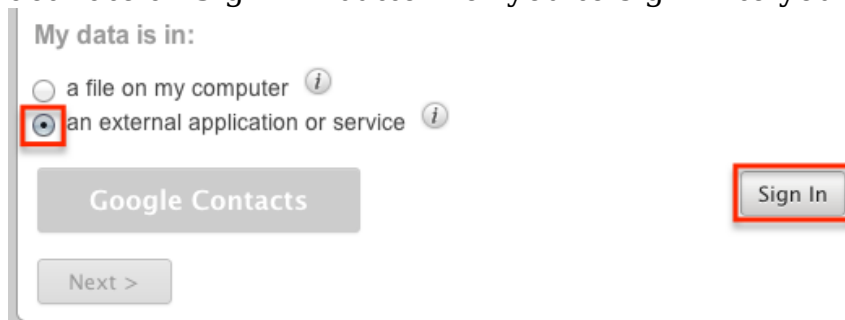 My data is in:
a file on my computer i
an external application or service i
Google Contacts
Sign In
Next >